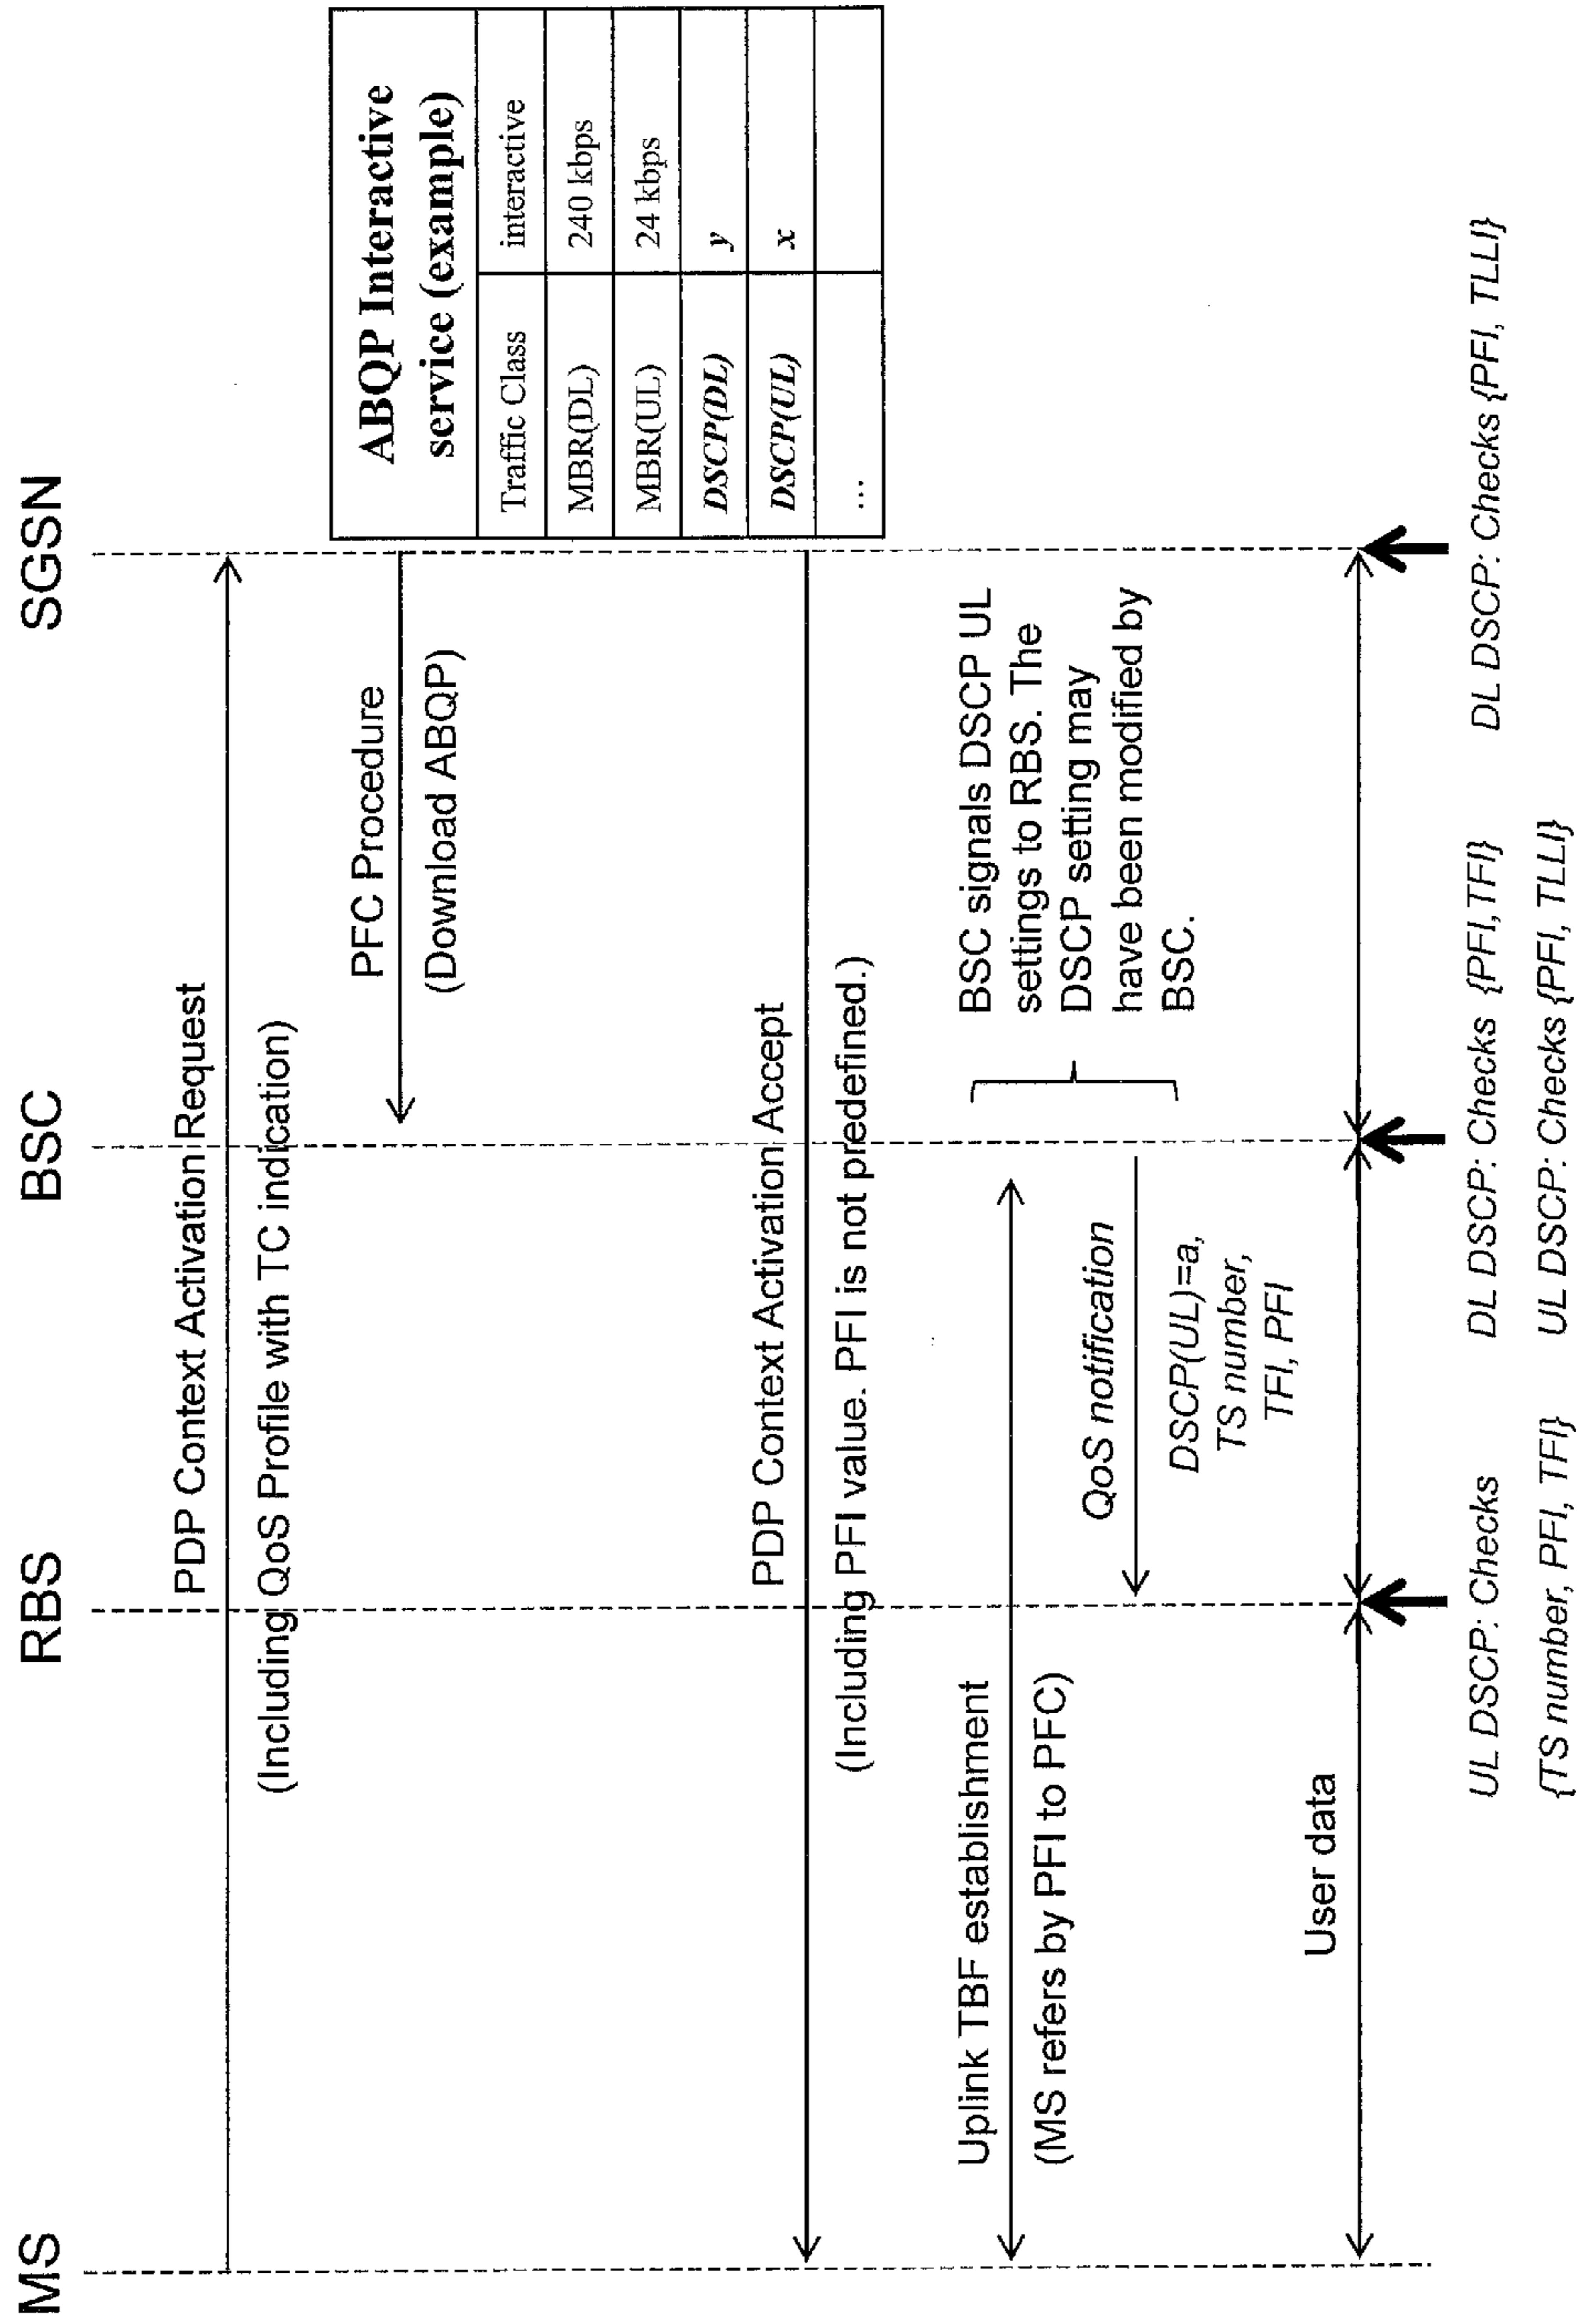 MS
RBS
BSC
SGSN
PDP Context Activation Request
(Including QoS Profile with TC indication)
PFC Procedure
(Download ABQP)
ABQP Interactive
service (example)
Traffic Class interactive
MBR(DL) 240 kbps
MBR(UL) 24 kbps
DSCP(DL) y
DSCP(UL) x
...
PDP Context Activation Accept
(Including PFI value. PFI is not predefined.)
Uplink TBF establishment
(MS refers by PFI to PFC)
BSC signals DSCP UL
settings to RBS. The
DSCP setting may
have been modified by
BSC.
QoS notification
DSCP(UL)=a,
TS number,
TFI, PFI
User data
UL DSCP: Checks
{TS number, PFI, TFI}
DL DSCP: Checks {PFI,TFI}
UL DSCP: Checks {PFI, TLLI}
DL DSCP: Checks {PFI, TLLI}